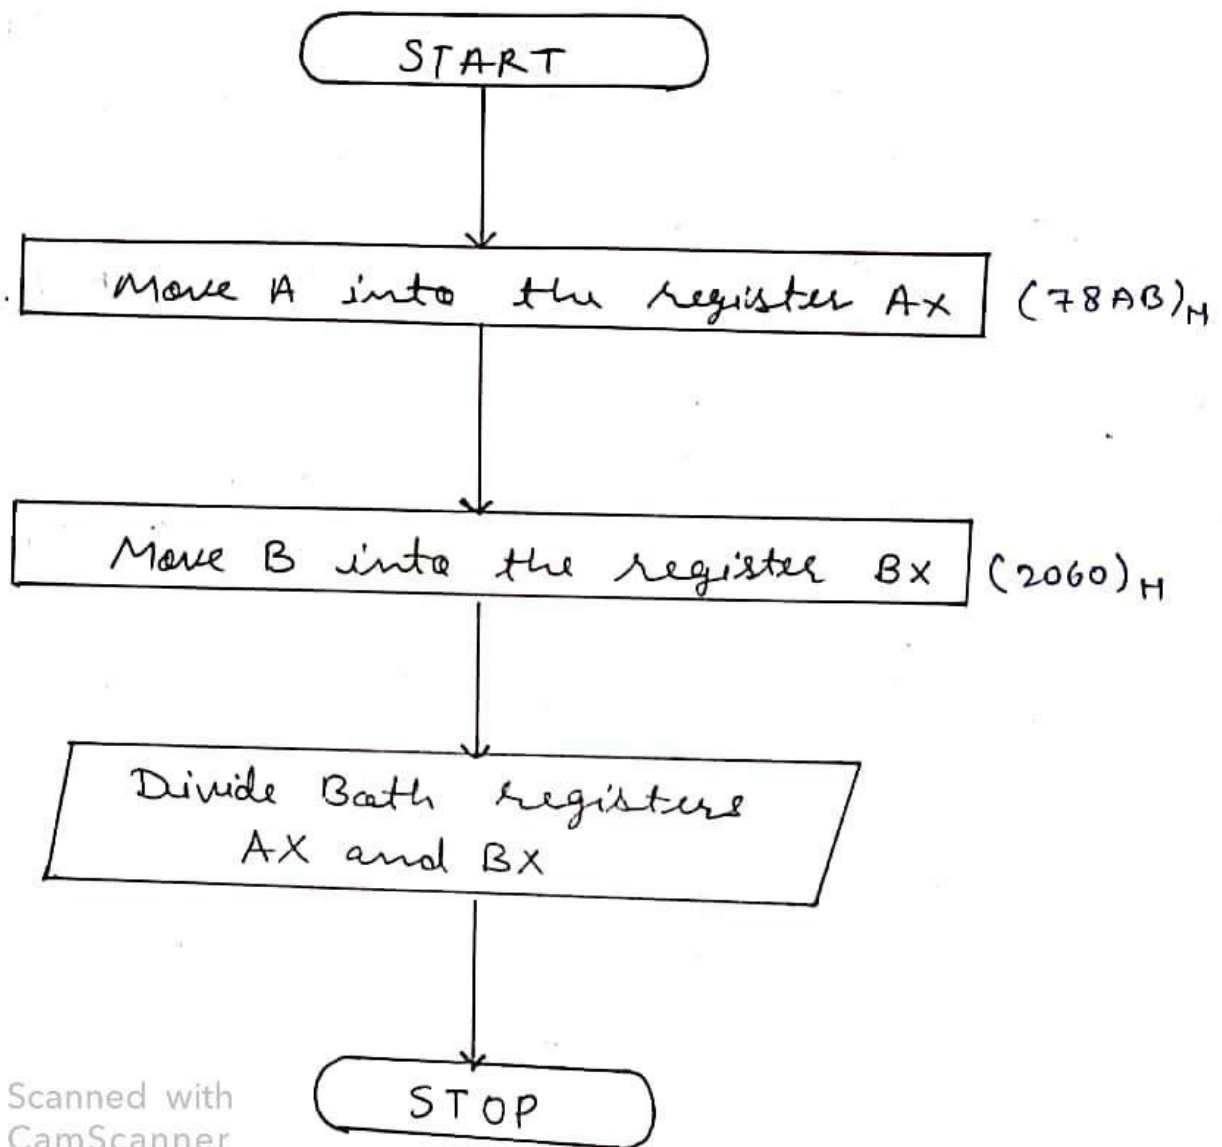 START
Move A into the register AX (78AB)H
Move B into the register BX (2060)H
Divide Both registers
AX and BX
STOP
Scanned with
CamScanner